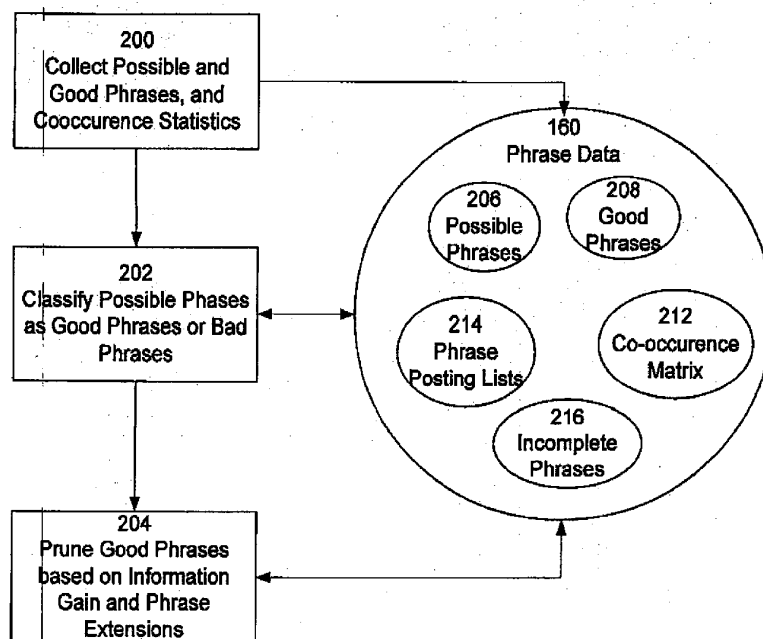 200
Collect Possible and
Good Phrases, and
Cooccurence Statistics
202
Classify Possible Phases
as Good Phrases or Bad
Phrases
204
Prune Good Phrases
based on Information
Gain and Phrase
Extensions
160
Phrase Data
206
Possible
Phrases
208
Good
Phrases
214
Phrase
Posting Lists
212
Co-occurence
Matrix
216
Incomplete
Phrases